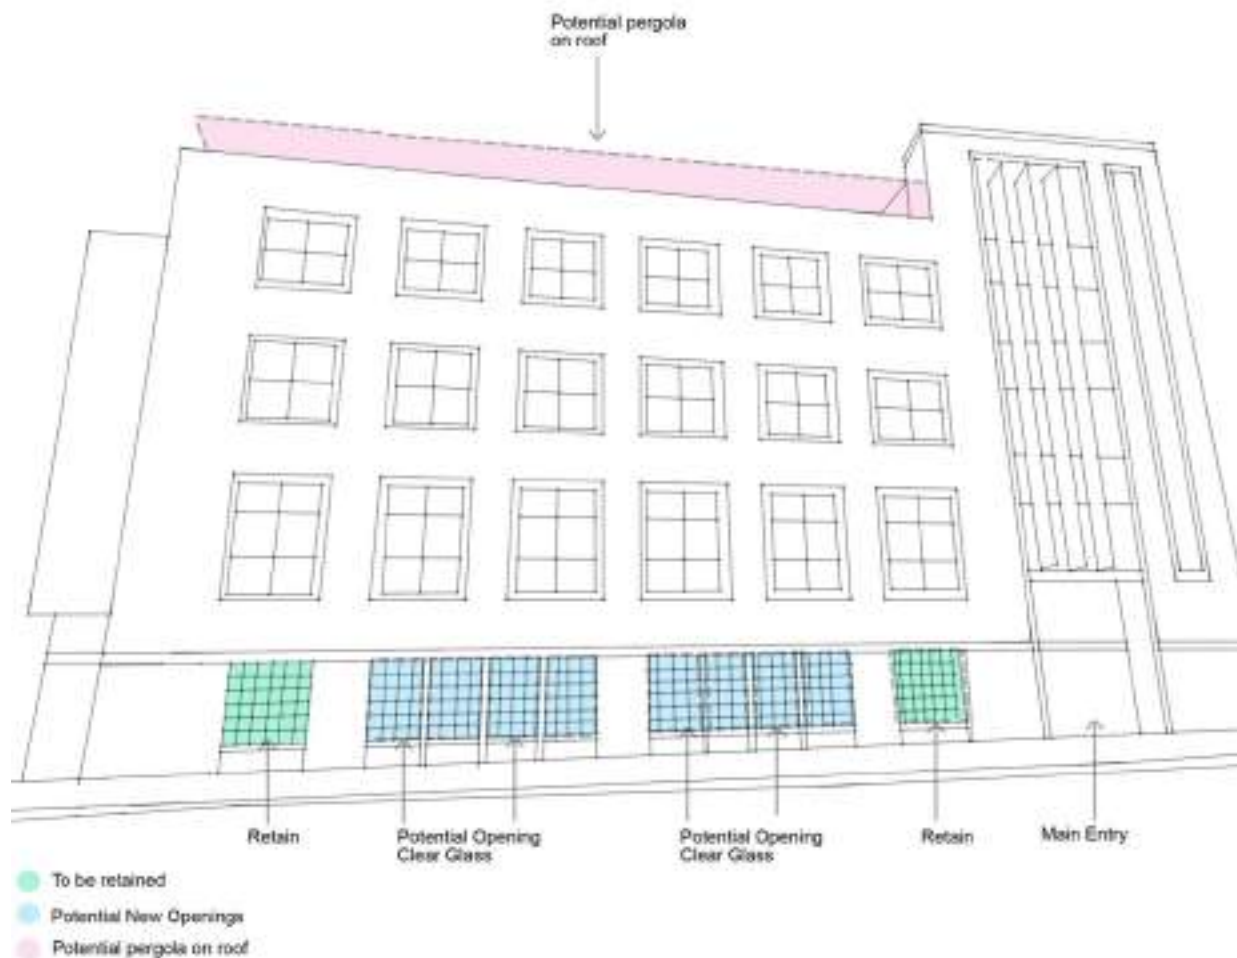 Potential pergola
on roof
Retain
Potential Opening
Clear Glass
Potential Opening
Clear Glass
Retain
Main Entry
To be retained
Potential New Openings
Potential pergola on roof